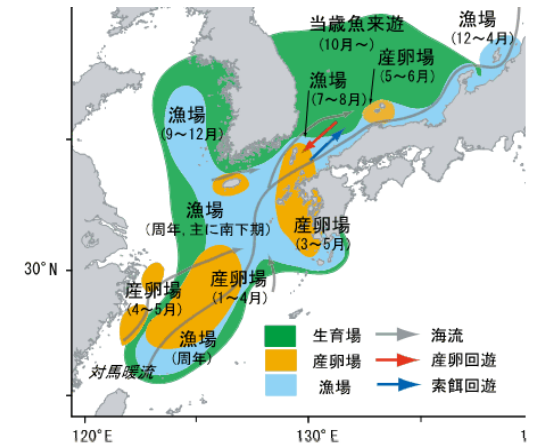 当歳魚来遊
(10月～)
漁場
(12～4月)
産卵場
(5～6月)
漁場
(7～8月)
漁場
(9～12月)
漁場
(周年,主に南下期)
産卵場
(3～5月)
30°N
産卵場
(4～5月)
産卵場
(1～4月)
漁場
(周年)
対馬暖流
生育場
海流
産卵場
産卵回遊
漁場
索餌回遊
120°E
130°E